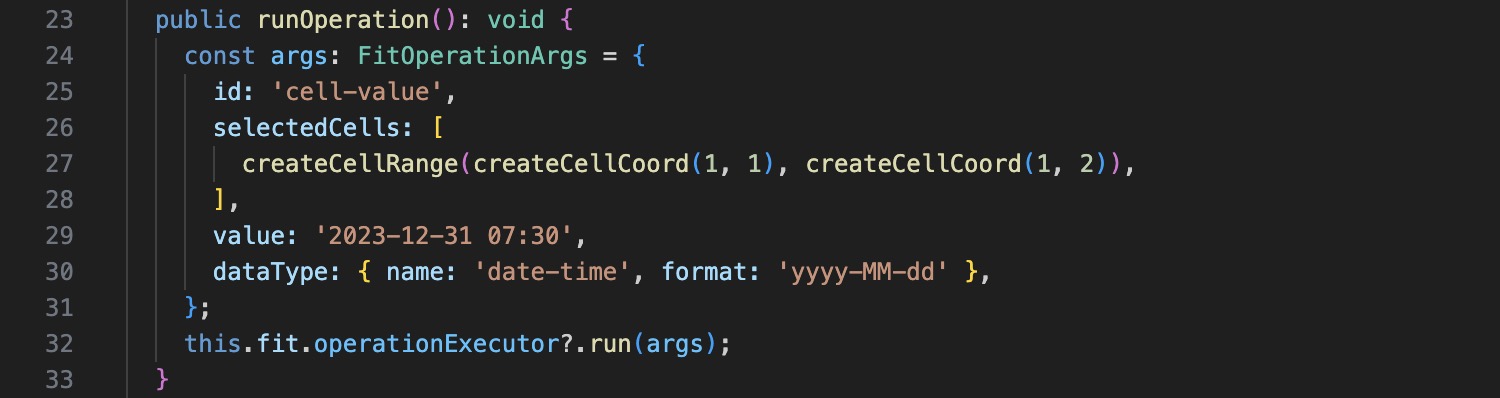 23 public runOperation(): void {
24 const args: FitOperationArgs = {
25 id: 'cell-value',
26 selectedCells: [
27 createCellRange(createCellCoord(1, 1), createCellCoord(1, 2)),
28 ],
29 value: '2023-12-31 07:30',
30 dataType: { name: 'date-time', format: 'yyyy-MM-dd' },
31 };
32 this.fit.operationExecutor?.run(args);
33 }